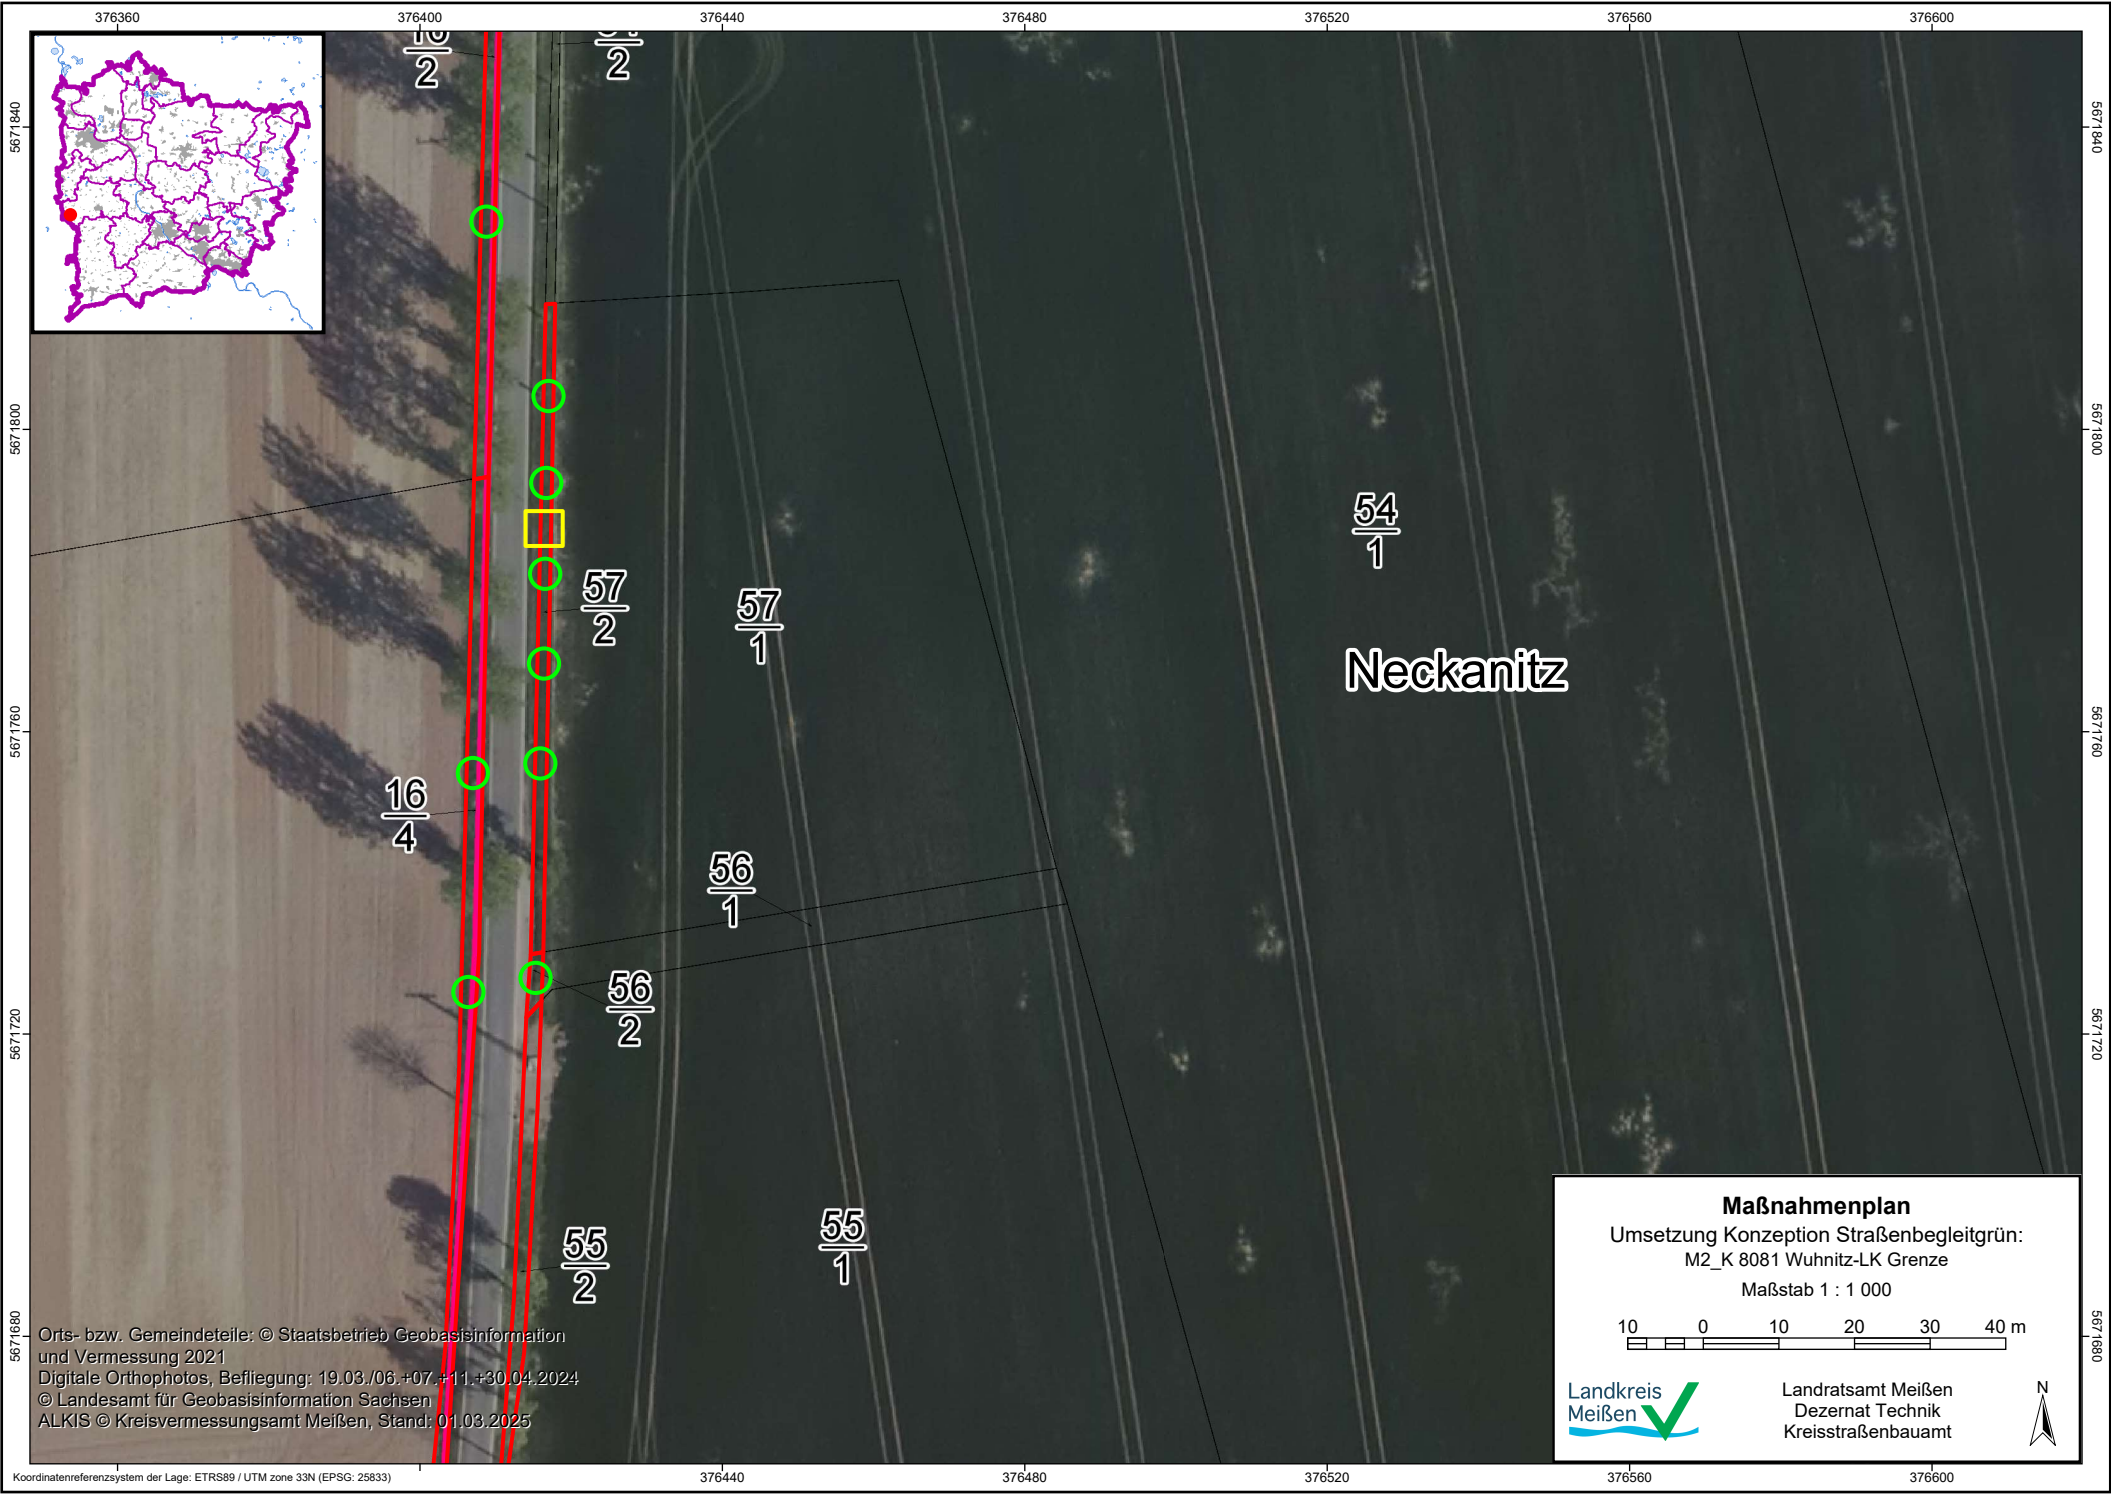 376360 376400 376440 376480 376520 376560 376600
5671840
5671800
5671760
5671720
5671680
5671840
5671800
5671760
5671720
5671680
2
2
57
2
57
1
54
1
Neckanitz
16
4
56
1
56
2
55
2
55
1
Orts- bzw. Gemeindeteile: © Staatsbetrieb Geobasisinformation
und Vermessung 2021
Digitale Orthophotos, Befliegung: 19.03./06.+07.+11.+30.04.2024
© Landesamt für Geobasisinformation Sachsen
ALKIS © Kreisvermessungsamt Meißen, Stand: 01.03.2025
Maßnahmenplan
Umsetzung Konzeption Straßenbegleitgrün:
M2_K 8081 Wuhnitz-LK Grenze
Maßstab 1 : 1 000
10 0 10 20 30 40 m
Landkreis
Meißen
Landratsamt Meißen
Dezernat Technik
Kreisstraßenbauamt
N
Koordinatenreferenzsystem der Lage: ETRS89 / UTM zone 33N (EPSG: 25833)
376440 376480 376520 376560 376600